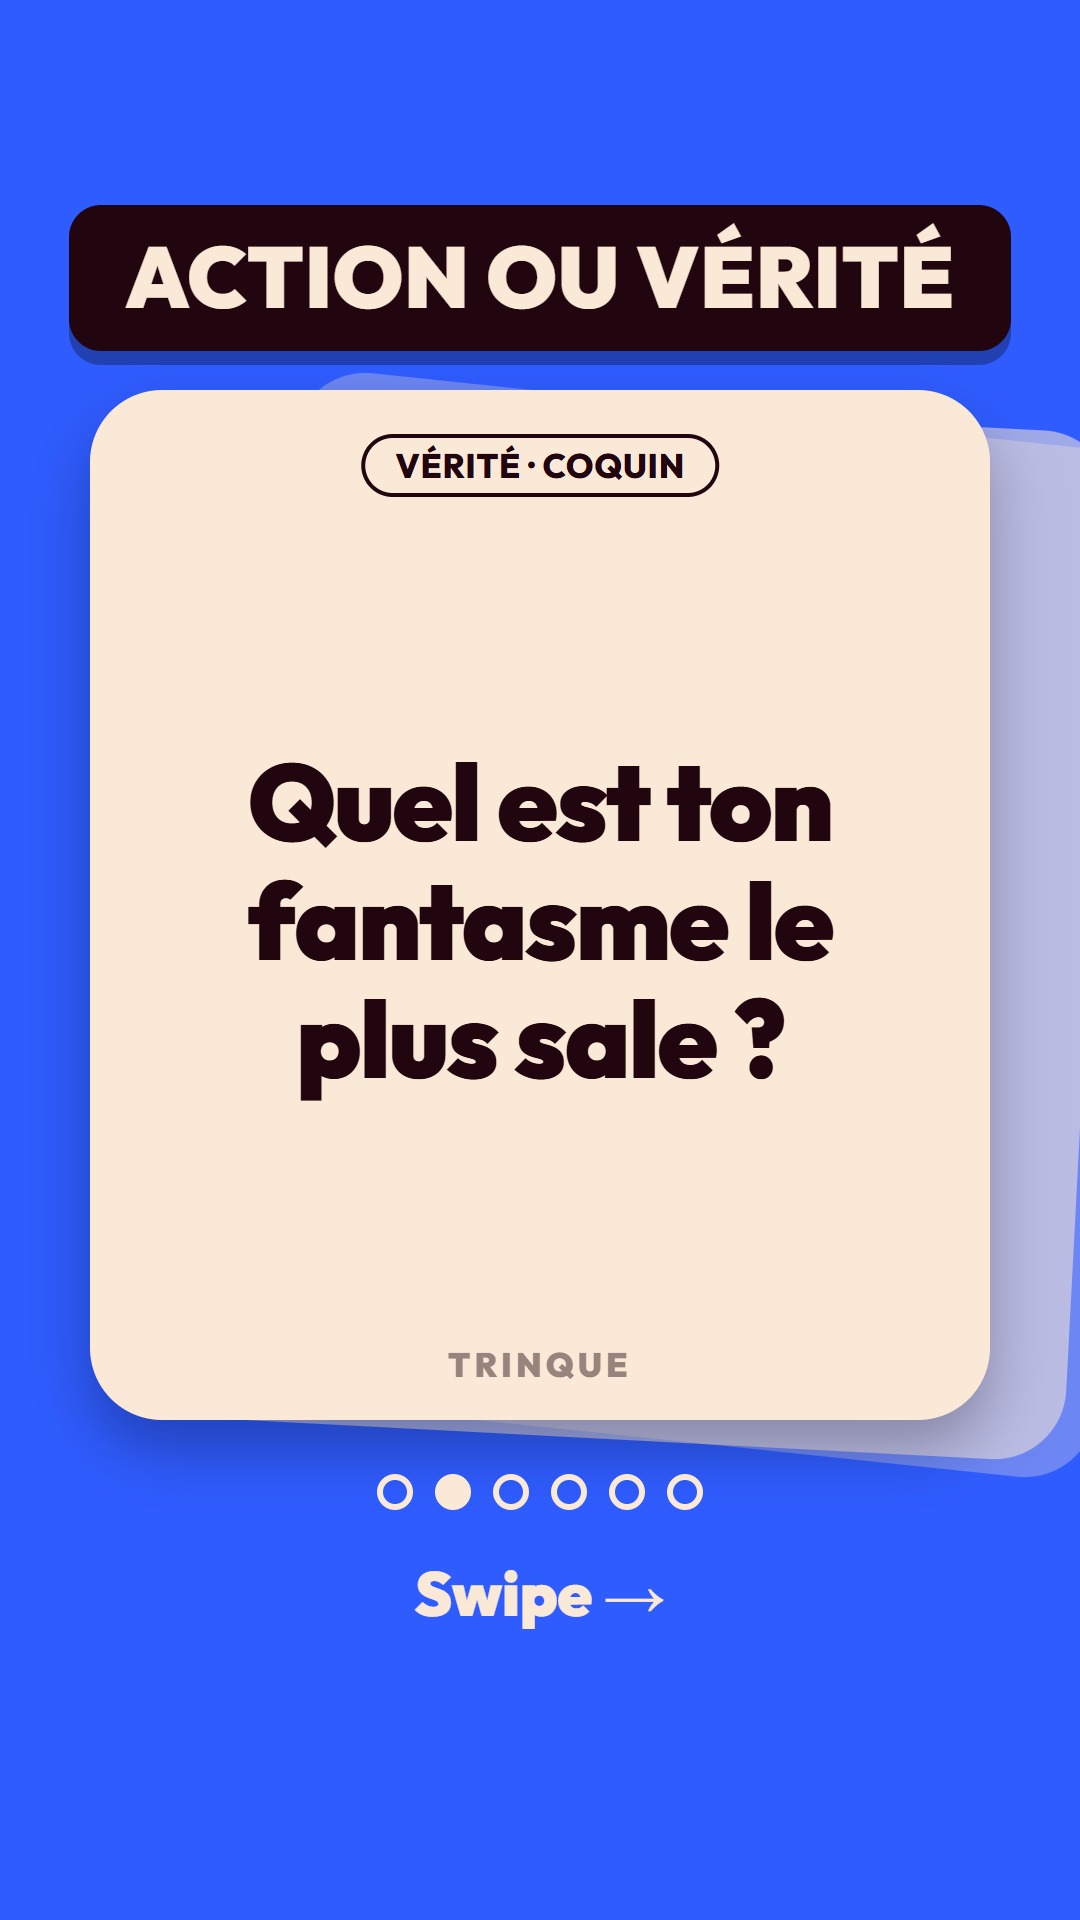 ACTION OU VÉRITÉ
VÉRITÉ · COQUIN
Quel est ton
fantasme le
plus sale ?
TRINQUE
Swipe →